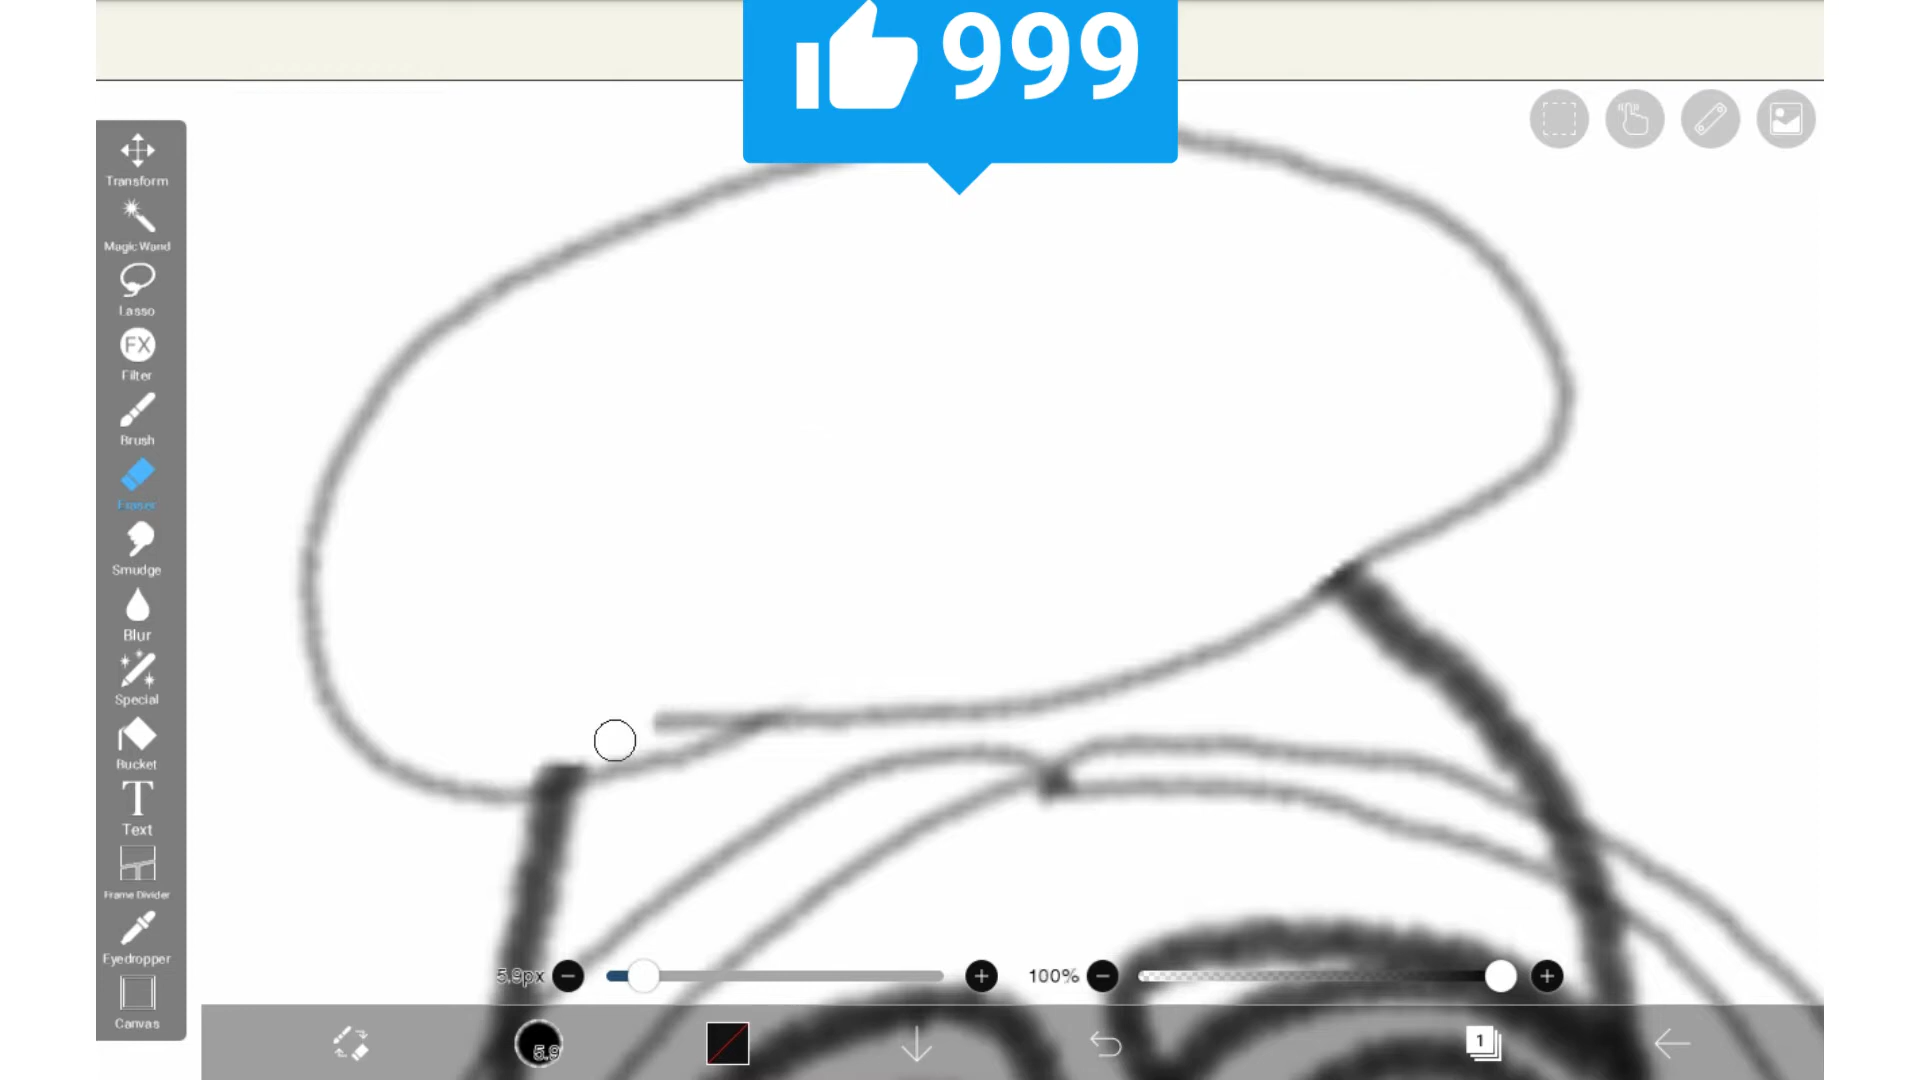 999
Transform
Magic Wand
Lasso
FX
Filter
Brush
Eraser
Smudge
Blur
Special
Bucket
T
Text
Frame Divider
Eyedropper
Canvas
5.9px
100%
5.9
1